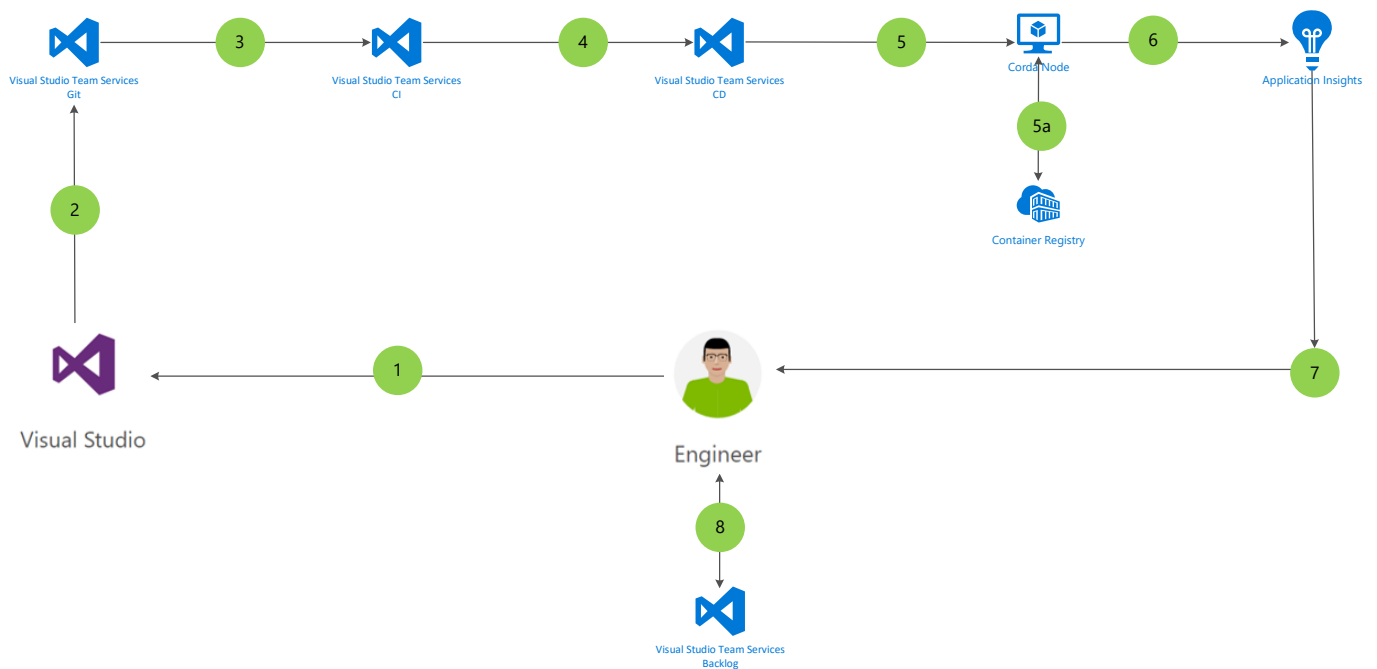 3
4
5
6
Visual Studio Team Services
Git
Visual Studio Team Services
CI
Visual Studio Team Services
CD
Corda Node
Application Insights
5a
2
Container Registry
1
7
Visual Studio
Engineer
8
Visual Studio Team Services
Backlog